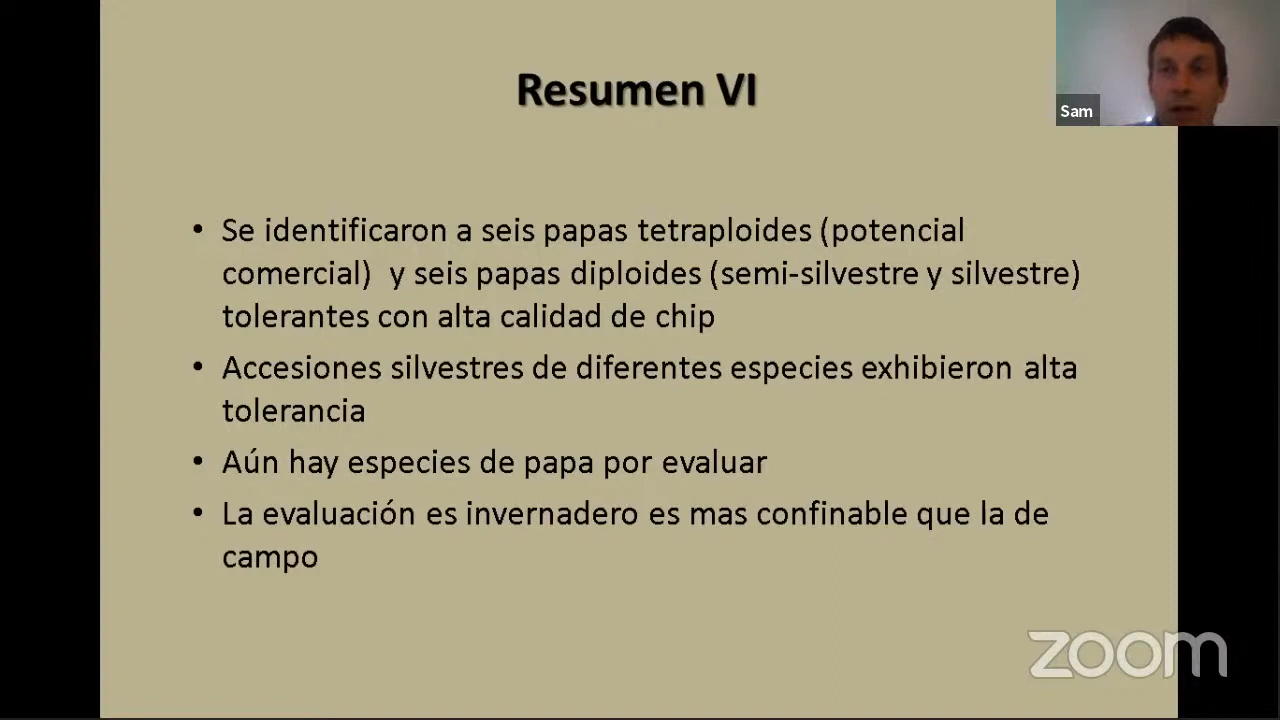 Resumen VI
Sam
• Se identificaron a seis papas tetraploides (potencial
comercial) y seis papas diploides (semi-silvestre y silvestre)
tolerantes con alta calidad de chip
• Accesiones silvestres de diferentes especies exhibieron alta
tolerancia
• Aún hay especies de papa por evaluar
• La evaluación es invernadero es mas confinable que la de
campo
zoom